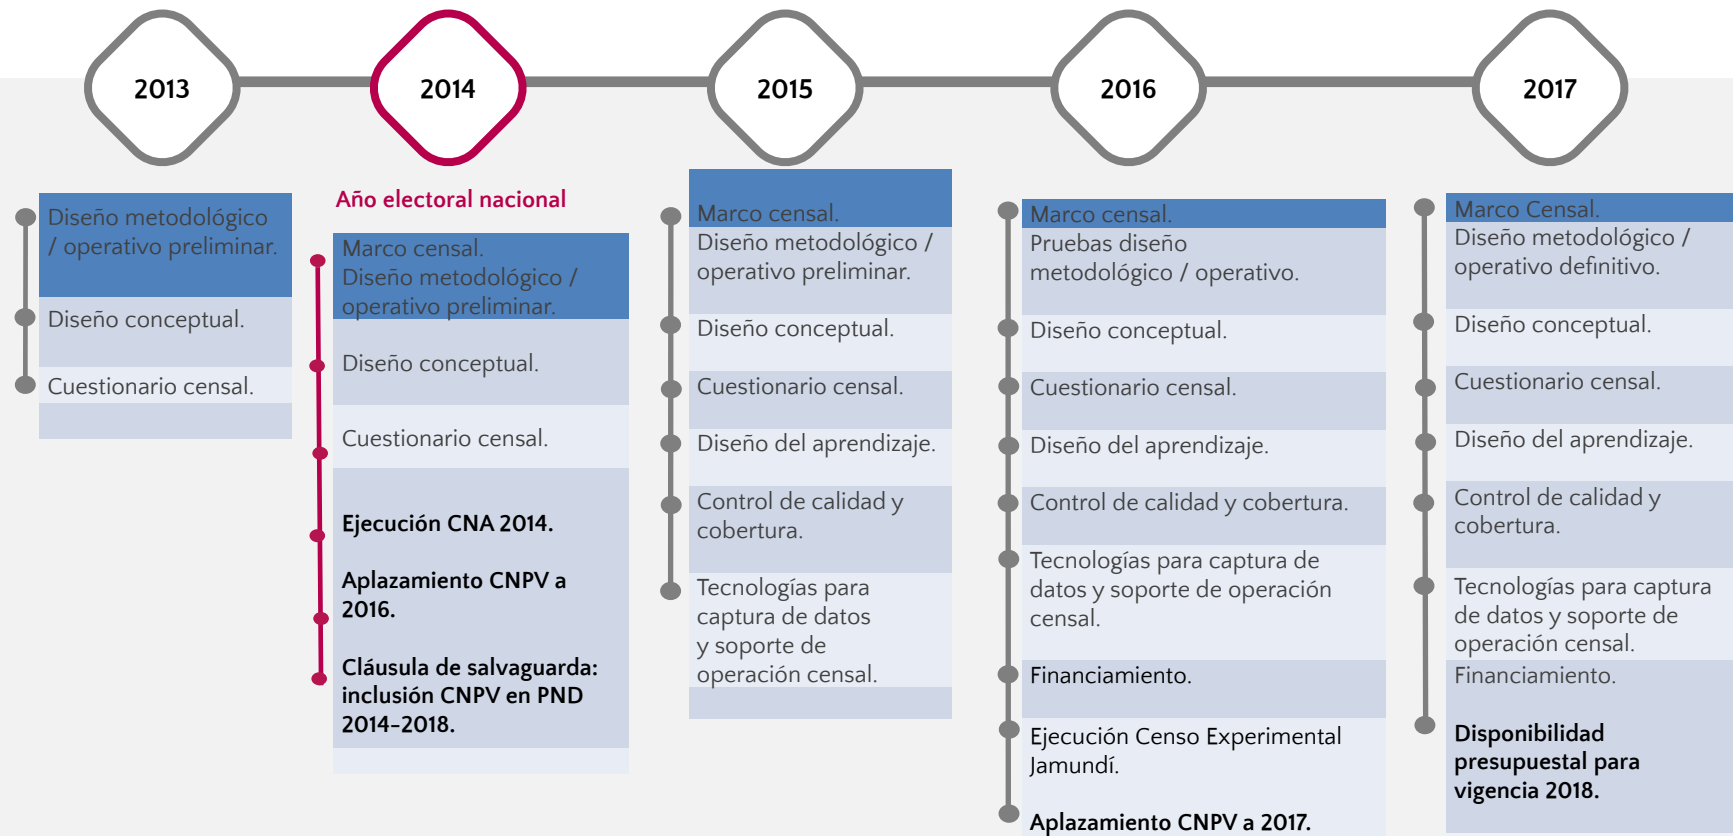 2013
2014
2015
2016
2017
Diseño metodológico
/ operativo preliminar.
Diseño conceptual.
Cuestionario censal.
Año electoral nacional
Marco censal.
Diseño metodológico /
operativo preliminar.
Diseño conceptual.
Cuestionario censal.
Ejecución CNA 2014.
Aplazamiento CNPV a
2016.
Cláusula de salvaguarda:
inclusión CNPV en PND
2014-2018.
Marco censal.
Diseño metodológico /
operativo preliminar.
Diseño conceptual.
Cuestionario censal.
Diseño del aprendizaje.
Control de calidad y
cobertura.
Tecnologías para
captura de datos
y soporte de
operación censal.
Marco censal.
Pruebas diseño
metodológico / operativo.
Diseño conceptual.
Cuestionario censal.
Diseño del aprendizaje.
Control de calidad y cobertura.
Tecnologías para captura de
datos y soporte de operación
censal.
Financiamiento.
Ejecución Censo Experimental
Jamundí.
Aplazamiento CNPV a 2017.
Marco Censal.
Diseño metodológico /
operativo definitivo.
Diseño conceptual.
Cuestionario censal.
Diseño del aprendizaje.
Control de calidad y
cobertura.
Tecnologías para captura
de datos y soporte de
operación censal.
Financiamiento.
Disponibilidad
presupuestal para
vigencia 2018.